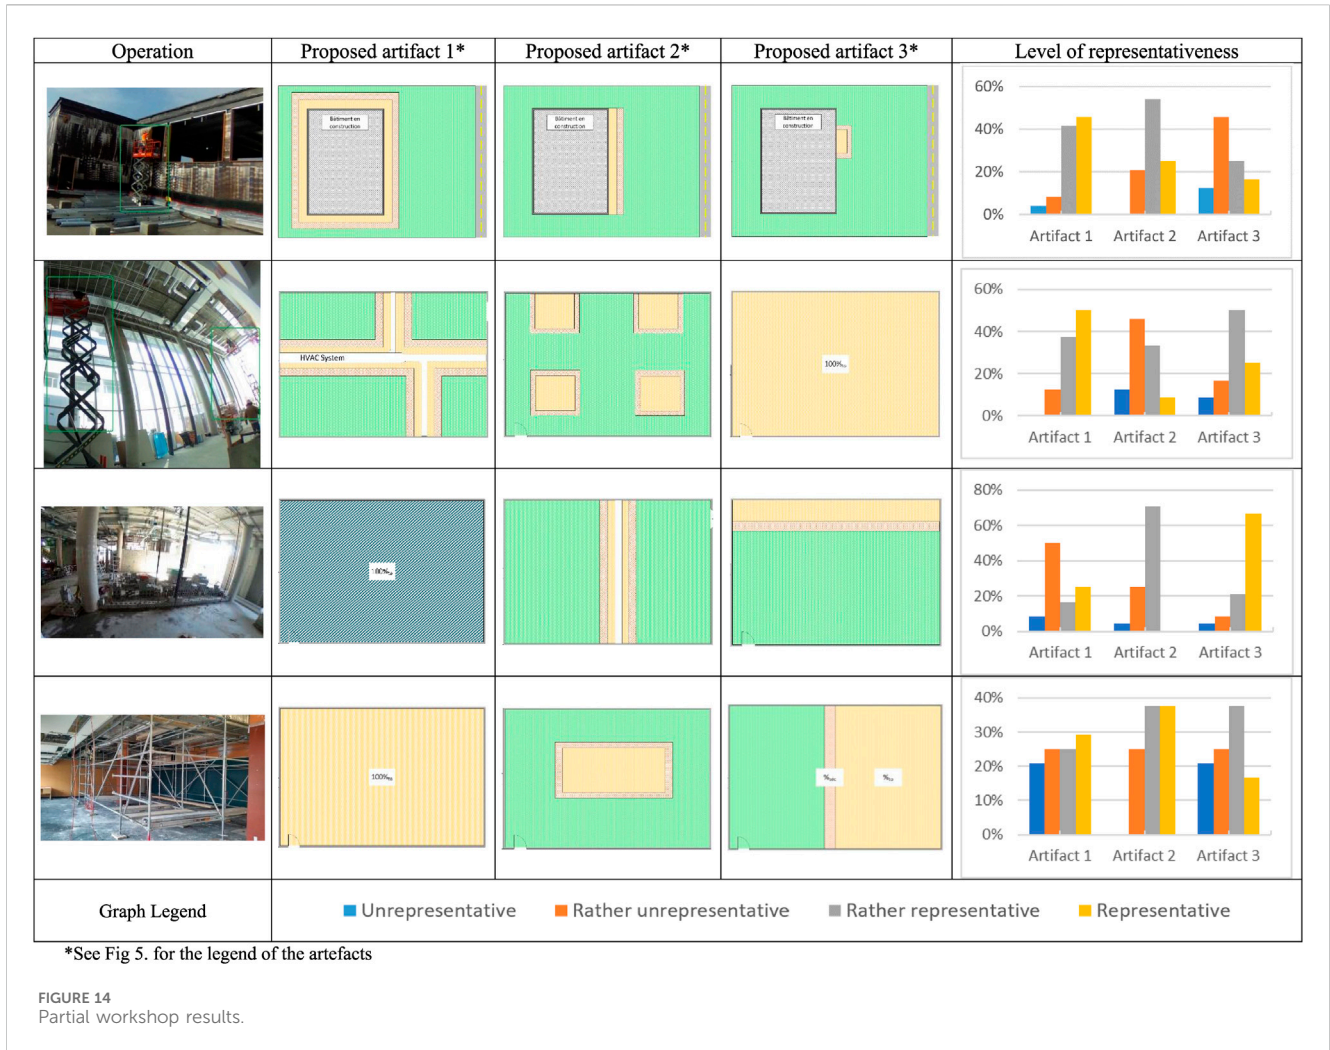 Operation
Proposed artifact 1*
Proposed artifact 2*
Proposed artifact 3*
Level of representativeness
Bâtiment en
construction
Bâtiment en
construction
Bâtiment en
construction
60%
40%
20%
0%
Artifact 1 Artifact 2 Artifact 3
HVAC System
100%
60%
40%
20%
0%
Artifact 1 Artifact 2 Artifact 3
100%
80%
60%
40%
20%
0%
Artifact 1 Artifact 2 Artifact 3
100%
%
%
40%
30%
20%
10%
0%
Artifact 1 Artifact 2 Artifact 3
Graph Legend
Unrepresentative
Rather unrepresentative
Rather representative
Representative
*See Fig 5. for the legend of the artefacts
FIGURE 14
Partial workshop results.